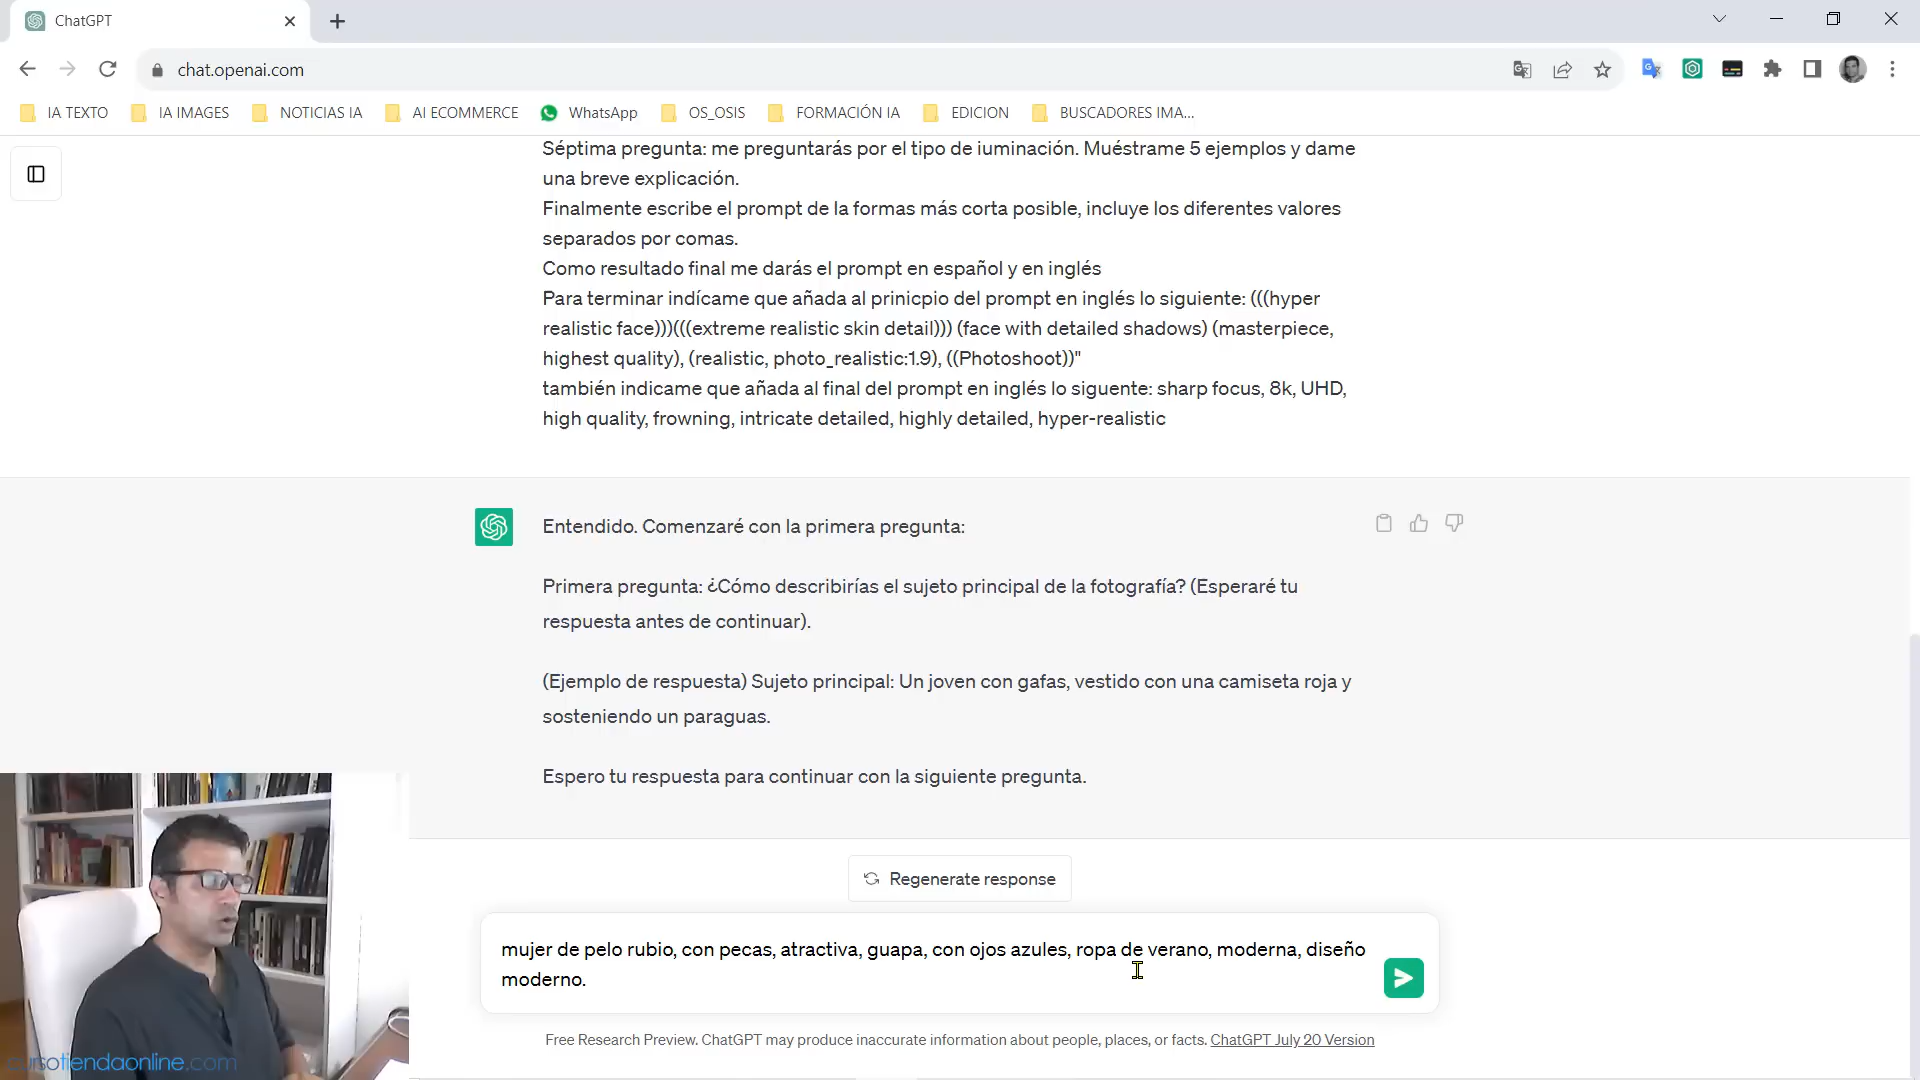 ChatGPT
chat.openai.com
IA TEXTO
IA IMAGES
NOTICIAS IA
AI ECOMMERCE
WhatsApp
OS_OSIS
FORMACIÓN IA
EDICION
BUSCADORES IMA...
Séptima pregunta: me preguntarás por el tipo de iuminación. Muéstrame 5 ejemplos y dame
una breve explicación.
Finalmente escribe el prompt de la formas más corta posible, incluye los diferentes valores
separados por comas.
Como resultado final me darás el prompt en español y en inglés
Para terminar indícame que añada al prinicpio del prompt en inglés lo siguiente: (((hyper
realistic face)))(((extreme realistic skin detail))) (face with detailed shadows) (masterpiece,
highest quality), (realistic, photo_realistic:1.9), ((Photoshoot))"
también indicame que añada al final del prompt en inglés lo siguente: sharp focus, 8k, UHD,
high quality, frowning, intricate detailed, highly detailed, hyper-realistic
Entendido. Comenzaré con la primera pregunta:
Primera pregunta: ¿Cómo describirías el sujeto principal de la fotografía? (Esperaré tu
respuesta antes de continuar).
(Ejemplo de respuesta) Sujeto principal: Un joven con gafas, vestido con una camiseta roja y
sosteniendo un paraguas.
Espero tu respuesta para continuar con la siguiente pregunta.
Regenerate response
mujer de pelo rubio, con pecas, atractiva, guapa, con ojos azules, ropa de verano, moderna, diseño
moderno.
Free Research Preview. ChatGPT may produce inaccurate information about people, places, or facts. ChatGPT July 20 Version
cursotiendaonline.com